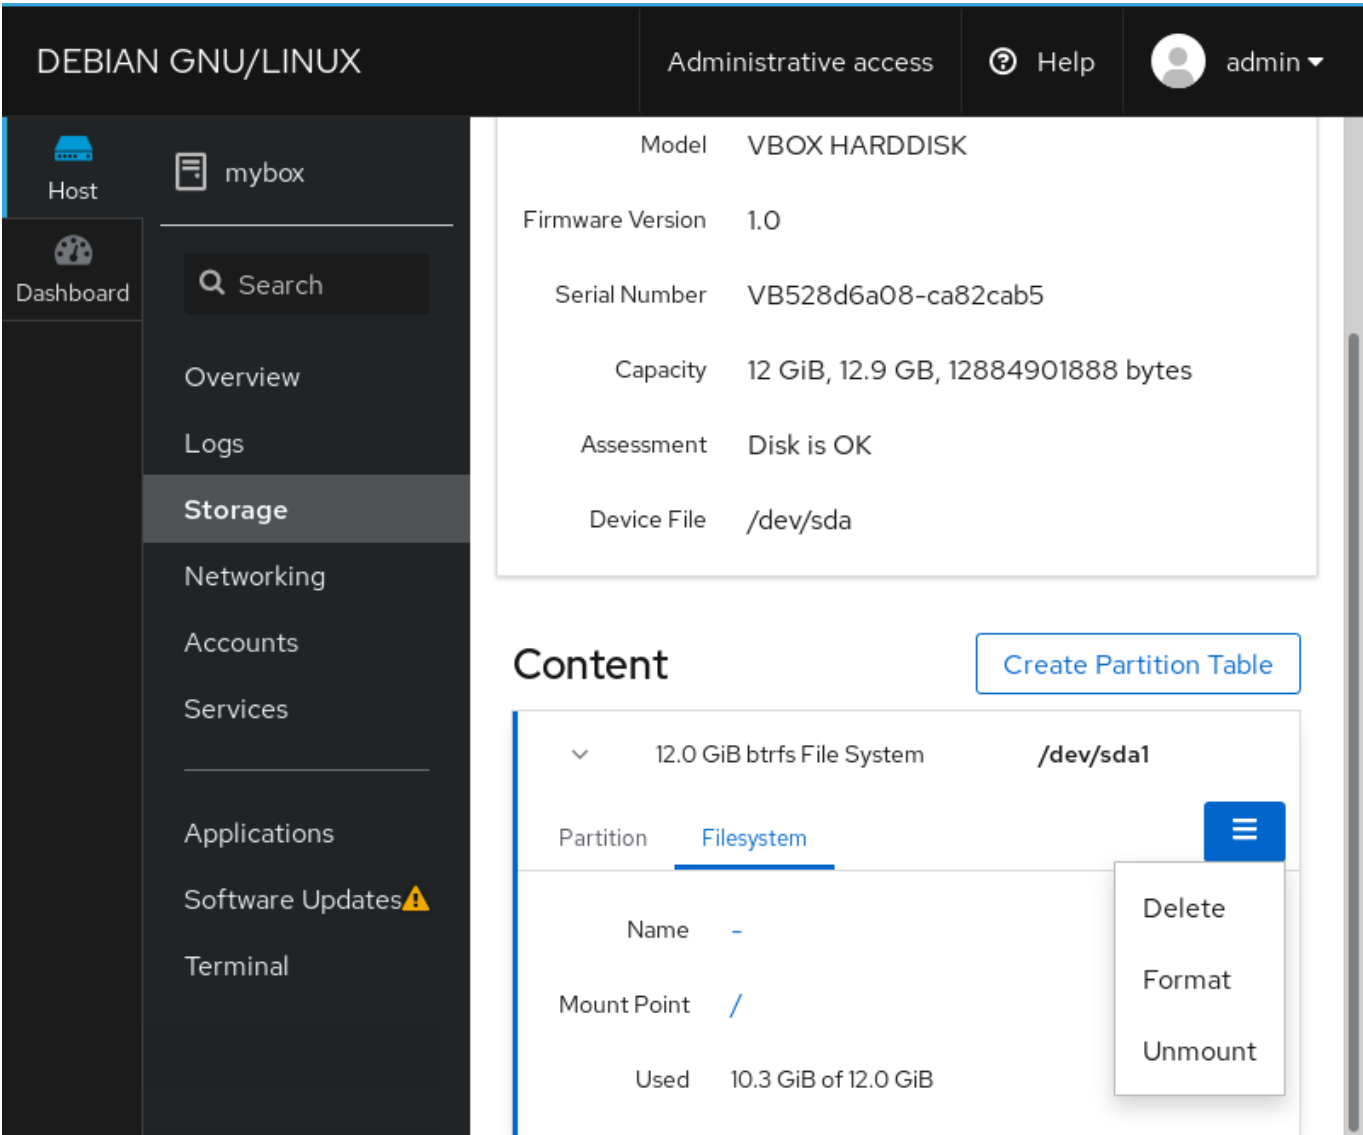 DEBIAN GNU/LINUX
Administrative access
Help
admin
Host
Dashboard
mybox
Search
Overview
Logs
Storage
Networking
Accounts
Services
Applications
Software Updates
Terminal
Model VBOX HARDDISK
Firmware Version 1.0
Serial Number VB528d6a08-ca82cab5
Capacity 12 GiB, 12.9 GB, 12884901888 bytes
Assessment Disk is OK
Device File /dev/sda
Content
Create Partition Table
12.0 GiB btrfs File System /dev/sda1
Partition Filesystem
Name -
Mount Point /
Used 10.3 GiB of 12.0 GiB
Delete
Format
Unmount